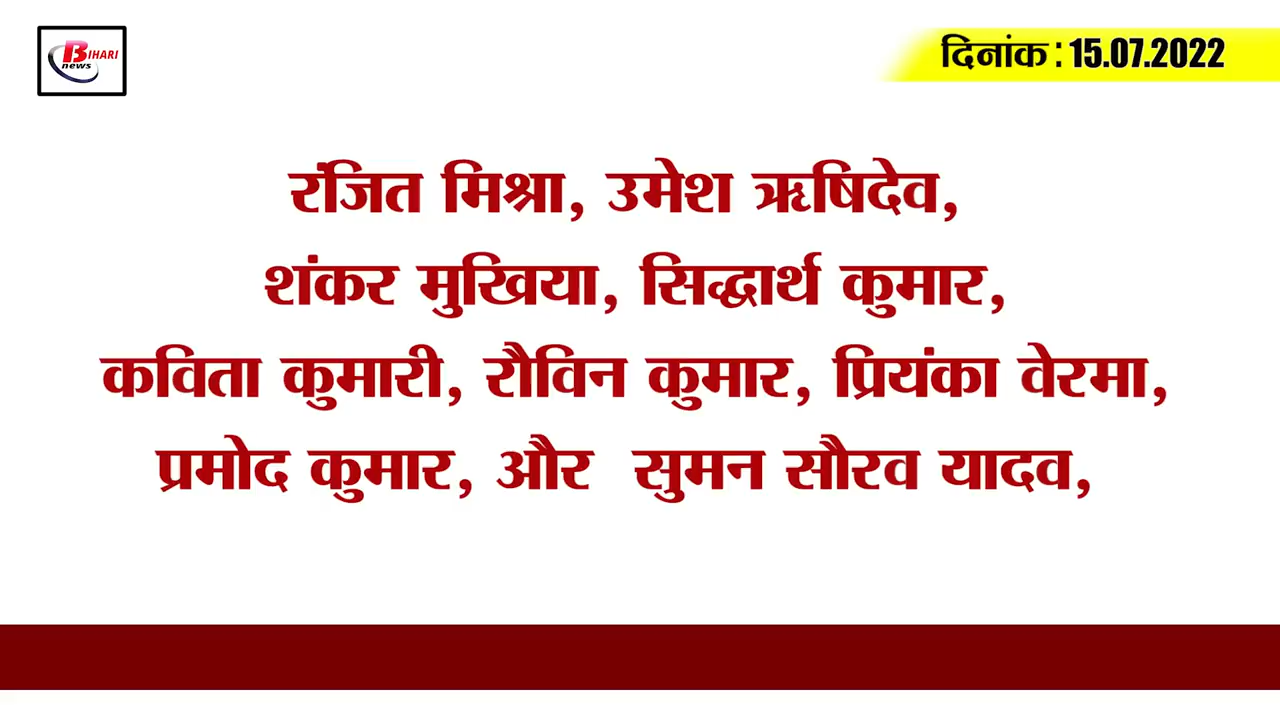 BIHARI
news
दिनांक : 15.07.2022
रंजित मिश्रा, उमेश ऋषिदेव,
शंकर मुखिया, सिद्धार्थ कुमार,
कविता कुमारी, रौविन कुमार, प्रियंका वेरमा,
प्रमोद कुमार, और सुमन सौरव यादव,